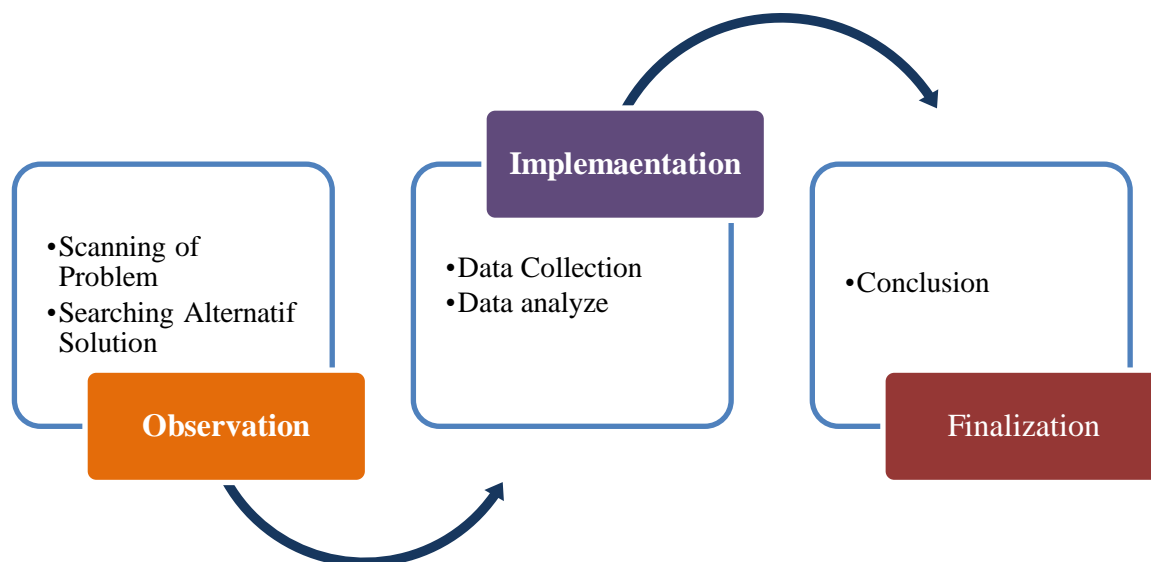 •Scanning of
Problem
•Searching Alternatif
Solution
Observation
Implemaentation
•Data Collection
•Data analyze
•Conclusion
Finalization